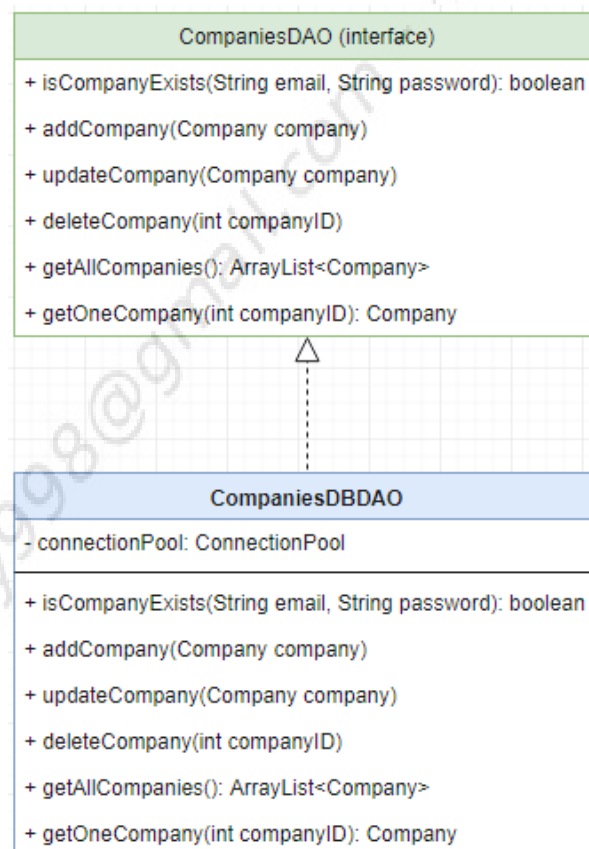 CompaniesDAO (interface)
+ isCompanyExists(String email, String password): boolean
+ addCompany(Company company)
+ updateCompany(Company company)
+ deleteCompany(int companyID)
+ getAllCompanies(): ArrayList<Company>
+ getOneCompany(int companyID): Company
CompaniesDBDAO
- connectionPool: ConnectionPool
+ isCompanyExists(String email, String password): boolean
+ addCompany(Company company)
+ updateCompany(Company company)
+ deleteCompany(int companyID)
+ getAllCompanies(): ArrayList<Company>
+ getOneCompany(int companyID): Company